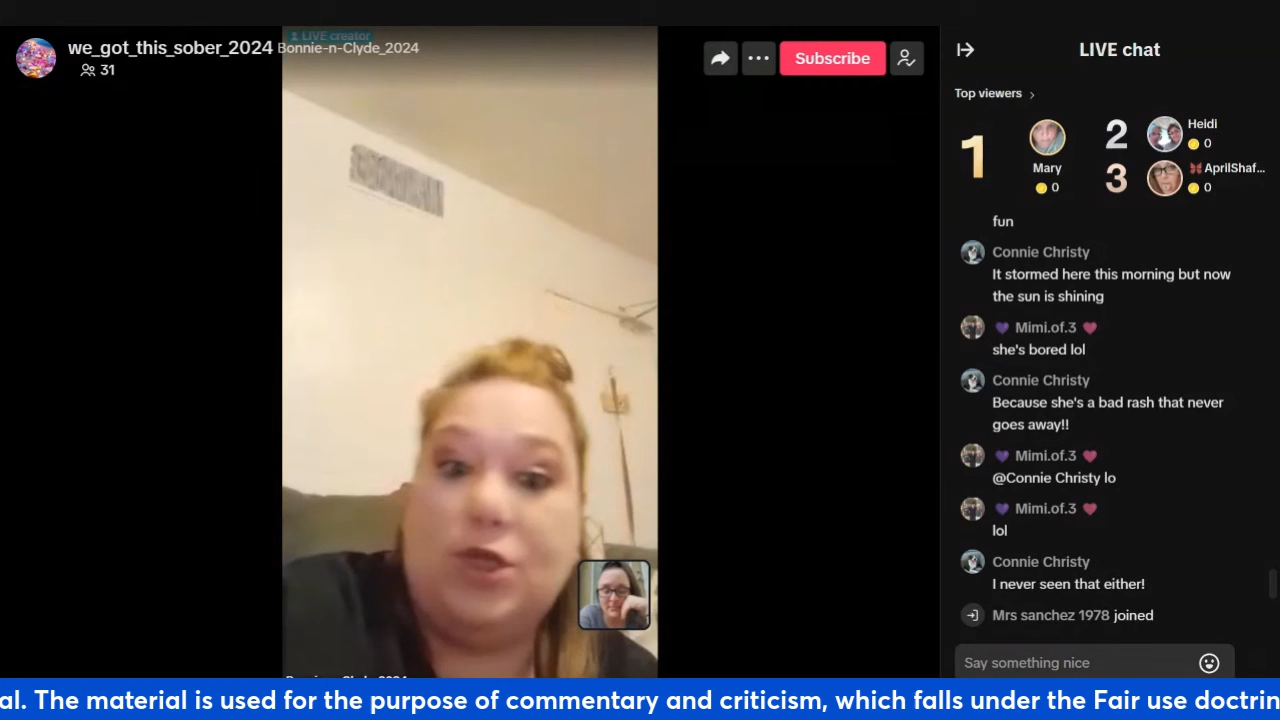 LIVE creator
we_got_this_sober_2024 Bonnie-n-Clyde_2024
31
Subscribe
LIVE chat
Top viewers
1
Mary
0
2
Heidi
0
3
AprilShaf...
0
fun
Connie Christy
It stormed here this morning but now
the sun is shining
Mimi.of.3
she's bored lol
Connie Christy
Because she's a bad rash that never
goes away!!
Mimi.of.3
@Connie Christy lo
Mimi.of.3
lol
Connie Christy
I never seen that either!
Mrs sanchez 1978 joined
Say something nice
al. The material is used for the purpose of commentary and criticism, which falls under the Fair use doctrin